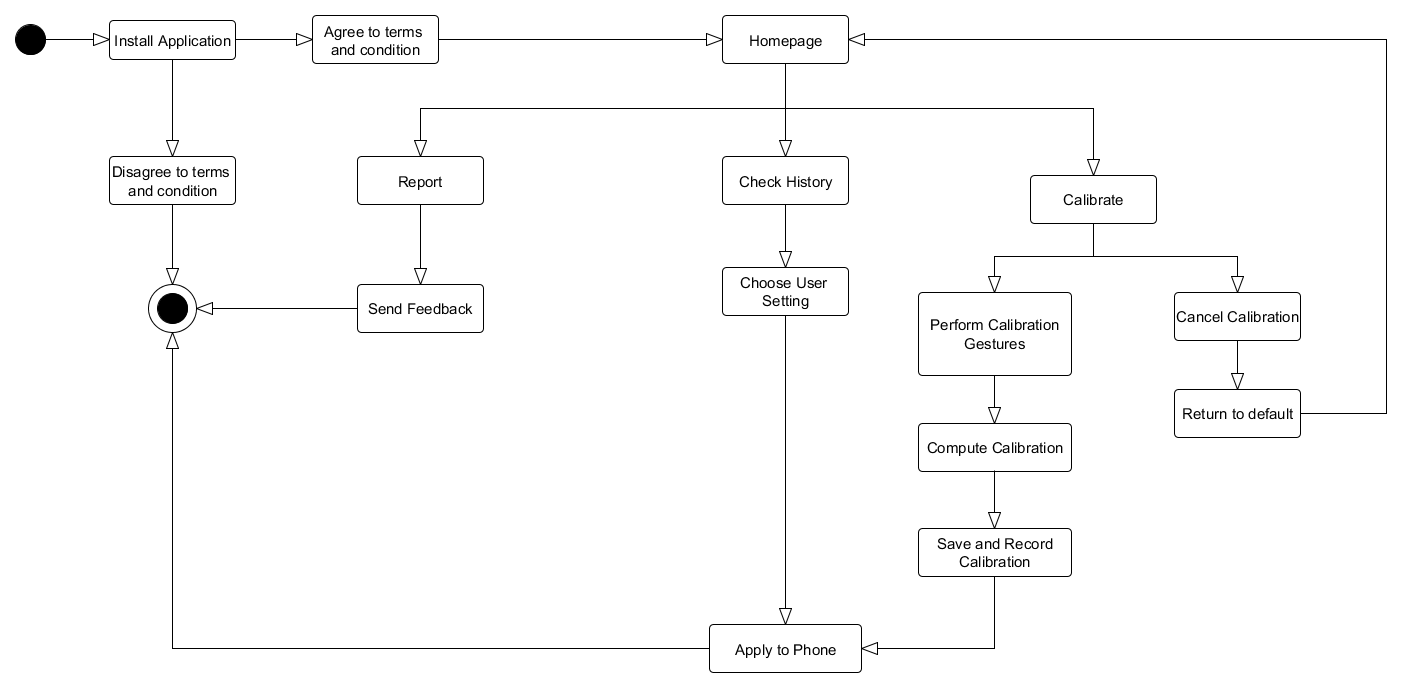 Install Application
Agree to terms
and condition
Homepage
Disagree to terms
and condition
Report
Check History
Calibrate
Send Feedback
Choose User
Setting
Perform Calibration
Gestures
Cancel Calibration
Return to default
Compute Calibration
Save and Record
Calibration
Apply to Phone